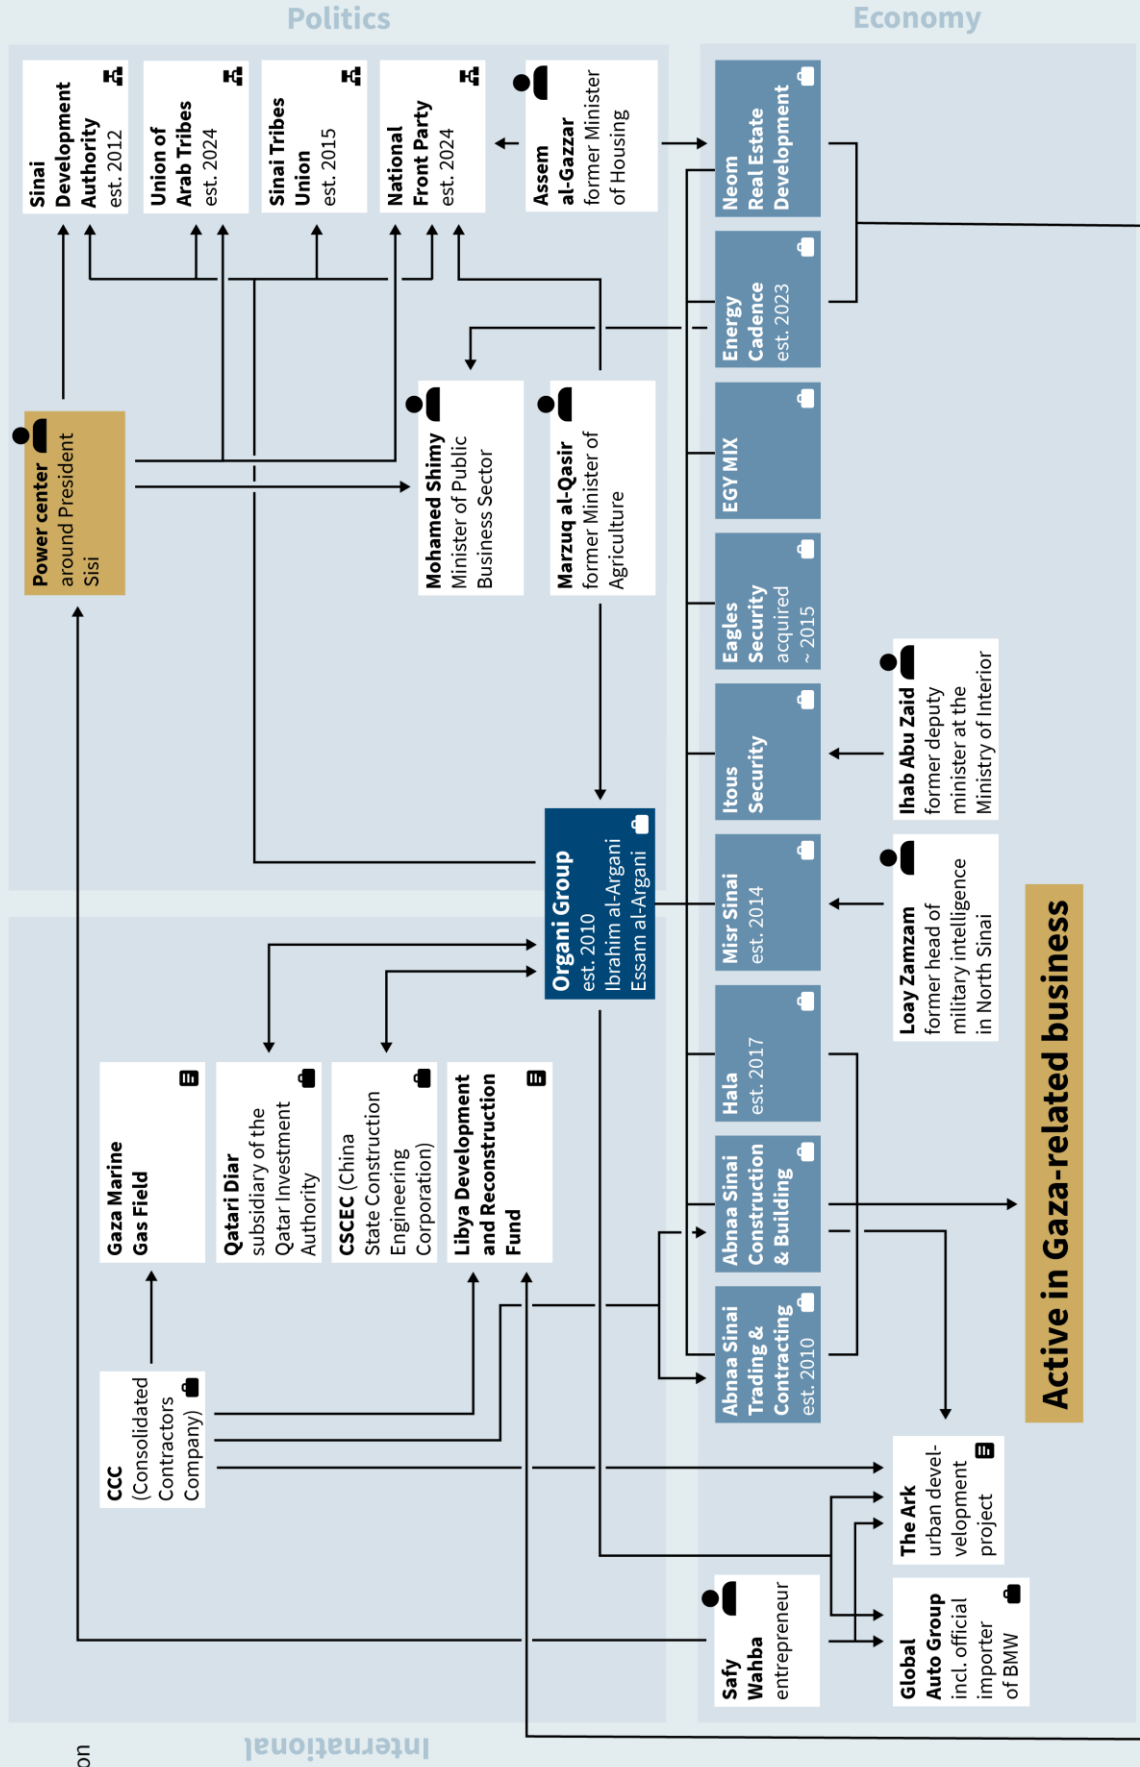 Politics
Economy
International
on
Sinai
Development
Authority
est. 2012
Union of
Arab Tribes
est. 2024
Sinai Tribes
Union
est. 2015
National
Front Party
est. 2024
Assem
al-Gazzar
former Minister
of Housing
Power center
around President
Sisi
Mohamed Shimy
Minister of Public
Business Sector
Marzuq al-Qasir
former Minister of
Agriculture
Organi Group
est. 2010
Ibrahim al-Argani
Essam al-Argani
Gaza Marine
Gas Field
Qatari Diar
subsidiary of the
Qatar Investment
Authority
CSCEC (China
State Construction
Engineering
Corporation)
Libya Development
and Reconstruction
Fund
CCC
(Consolidated
Contractors
Company)
Safy
Wahba
entrepreneur
Abnaa Sinai
Trading &
Contracting
est. 2010
Abnaa Sinai
Construction
& Building
Hala
est. 2017
Misr Sinai
est. 2014
Itous
Security
Eagles
Security
acquired
~ 2015
EGY MIX
Energy
Cadence
est. 2023
Neom
Real Estate
Development
Global
Auto Group
incl. official
importer
of BMW
The Ark
urban devel-
velopment
project
Loay Zamzam
former head of
military intelligence
in North Sinai
Ihab Abu Zaid
former deputy
minister at the
Ministry of Interior
Active in Gaza-related business